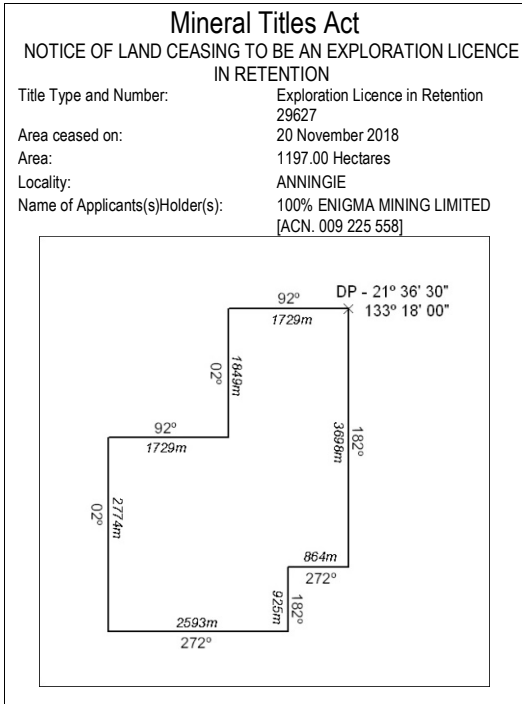 Mineral Titles Act
NOTICE OF LAND CEASING TO BE AN EXPLORATION LICENCE
IN RETENTION
Title Type and Number: Exploration Licence in Retention
29627
Area ceased on: 20 November 2018
Area: 1197.00 Hectares
Locality: ANNINGIE
Name of Applicants(s)Holder(s): 100% ENIGMA MINING LIMITED
[ACN. 009 225 558]
DP - 21º 36' 30"
133º 18' 00"
92º
1729m
02º
1849m
92º
1729m
3698m
182º
02º
2774m
864m
272º
925m
182º
2593m
272º